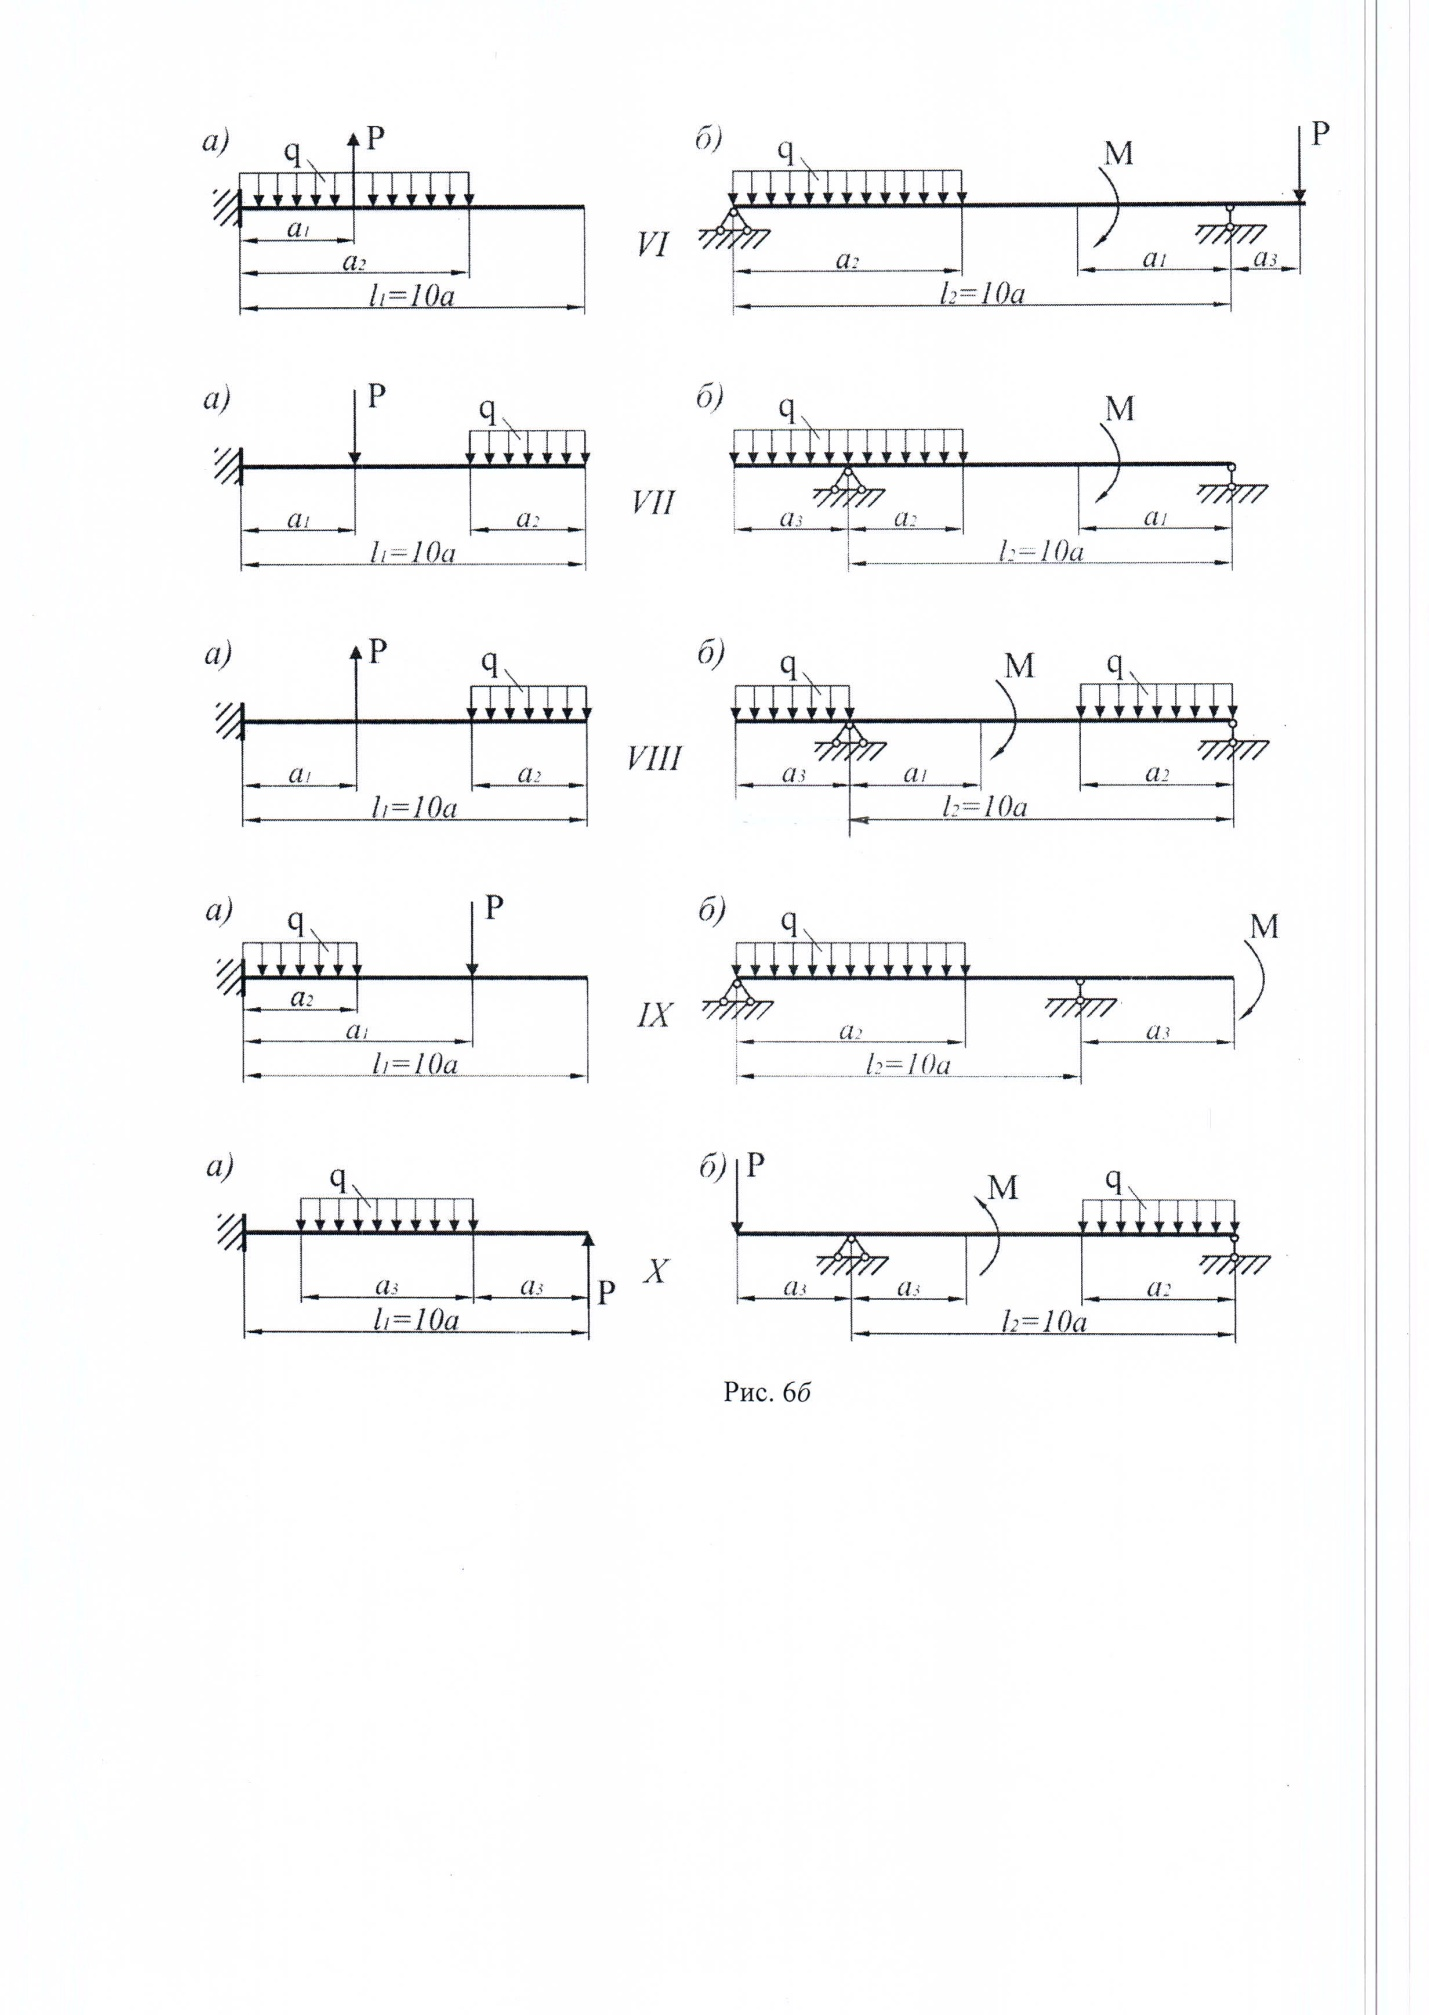 а) q P б) q M P
a₁ VI a₂ a₁ a₃
a₂
l₁=10a l₂=10a
а) P q б) q M
a₁ a₂ VII a₃ a₂ a₁
l₁=10a l₂=10a
а) P q б) q M q
a₁ a₂ VIII a₃ a₁ a₂
l₁=10a l₂=10a
а) q P б) q M
a₂ IX
a₁ a₂ a₃
l₁=10a l₂=10a
а) q б) P M q
a₃ a₃ P X a₃ a₃ a₂
l₁=10a l₂=10a
Рис. 6б